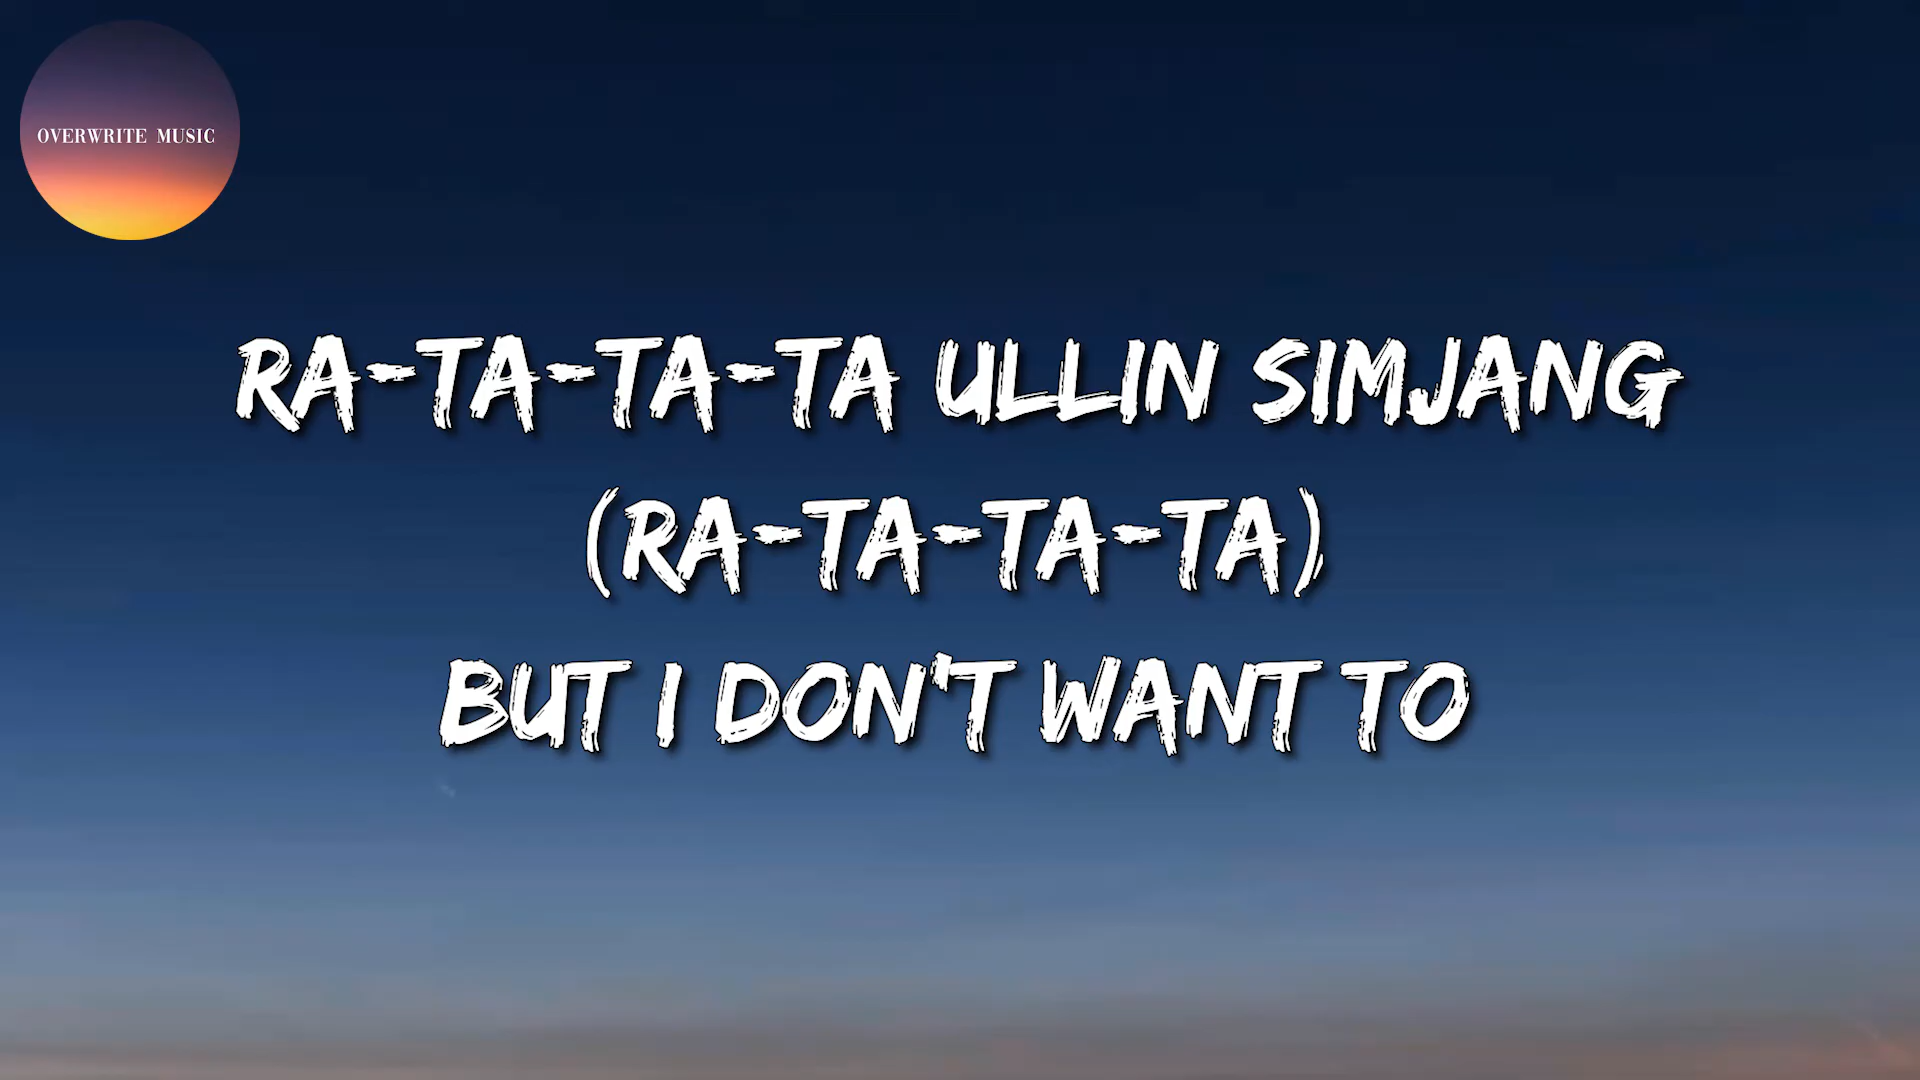 OVERWRITE MUSIC
RA-TA-TA-TA ULLIN SIMJANG
(RA-TA-TA-TA)
BUT I DON'T WANT TO